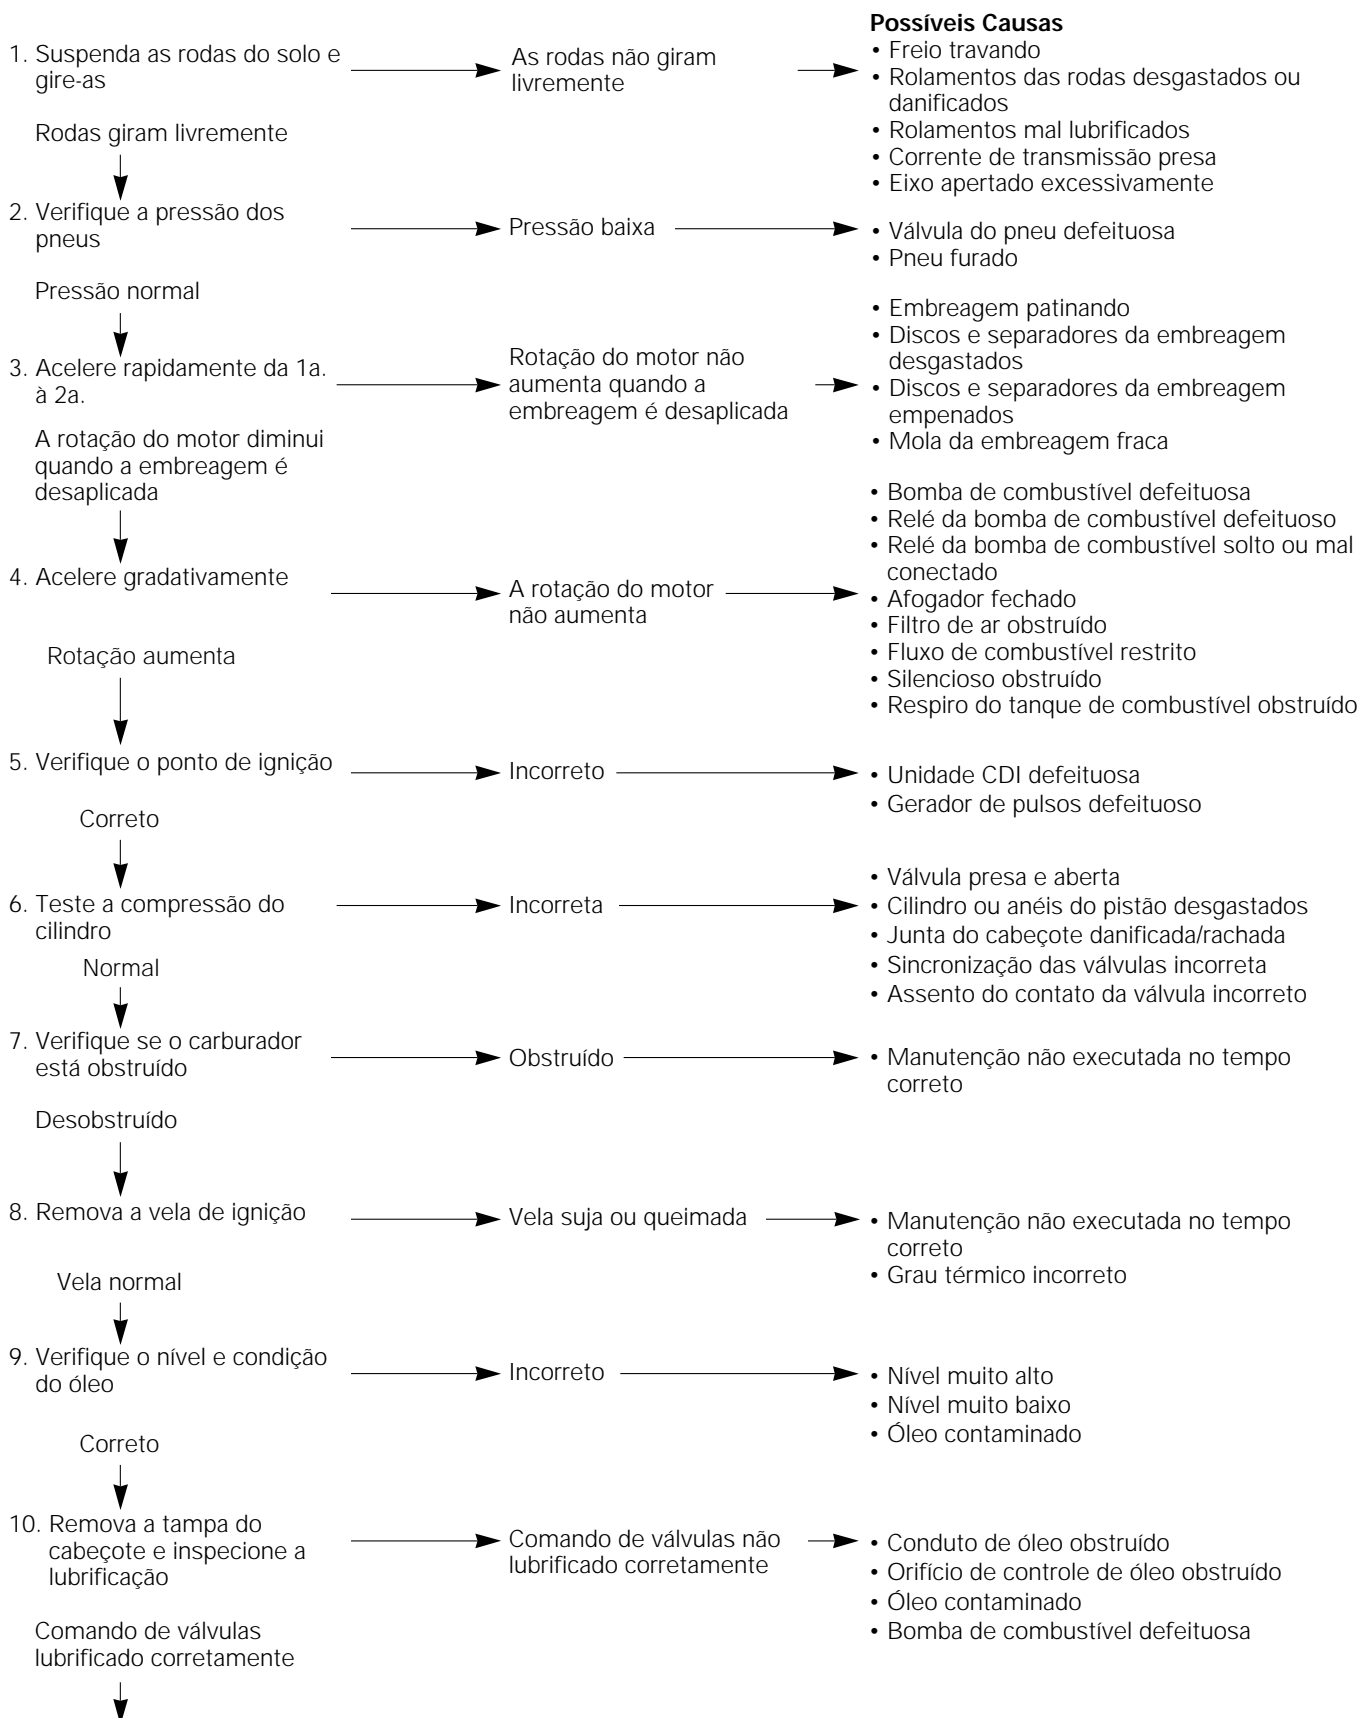 Possíveis Causas
1. Suspenda as rodas do solo e
gire-as
As rodas não giram
livremente
• Freio travando
• Rolamentos das rodas desgastados ou
danificados
• Rolamentos mal lubrificados
• Corrente de transmissão presa
• Eixo apertado excessivamente
Rodas giram livremente
2. Verifique a pressão dos
pneus
Pressão baixa
• Válvula do pneu defeituosa
• Pneu furado
Pressão normal
3. Acelere rapidamente da 1a.
à 2a.
Rotação do motor não
aumenta quando a
embreagem é desaplicada
• Embreagem patinando
• Discos e separadores da embreagem
desgastados
• Discos e separadores da embreagem
empenados
• Mola da embreagem fraca
A rotação do motor diminui
quando a embreagem é
desaplicada
4. Acelere gradativamente
A rotação do motor
não aumenta
• Bomba de combustível defeituosa
• Relé da bomba de combustível defeituoso
• Relé da bomba de combustível solto ou mal
conectado
• Afogador fechado
• Filtro de ar obstruído
• Fluxo de combustível restrito
• Silencioso obstruído
• Respiro do tanque de combustível obstruído
Rotação aumenta
5. Verifique o ponto de ignição
Incorreto
• Unidade CDI defeituosa
• Gerador de pulsos defeituoso
Correto
6. Teste a compressão do
cilindro
Incorreta
• Válvula presa e aberta
• Cilindro ou anéis do pistão desgastados
• Junta do cabeçote danificada/rachada
• Sincronização das válvulas incorreta
• Assento do contato da válvula incorreto
Normal
7. Verifique se o carburador
está obstruído
Obstruído
• Manutenção não executada no tempo
correto
Desobstruído
8. Remova a vela de ignição
Vela suja ou queimada
• Manutenção não executada no tempo
correto
• Grau térmico incorreto
Vela normal
9. Verifique o nível e condição
do óleo
Incorreto
• Nível muito alto
• Nível muito baixo
• Óleo contaminado
Correto
10. Remova a tampa do
cabeçote e inspecione a
lubrificação
Comando de válvulas não
lubrificado corretamente
• Conduto de óleo obstruído
• Orifício de controle de óleo obstruído
• Óleo contaminado
• Bomba de combustível defeituosa
Comando de válvulas
lubrificado corretamente